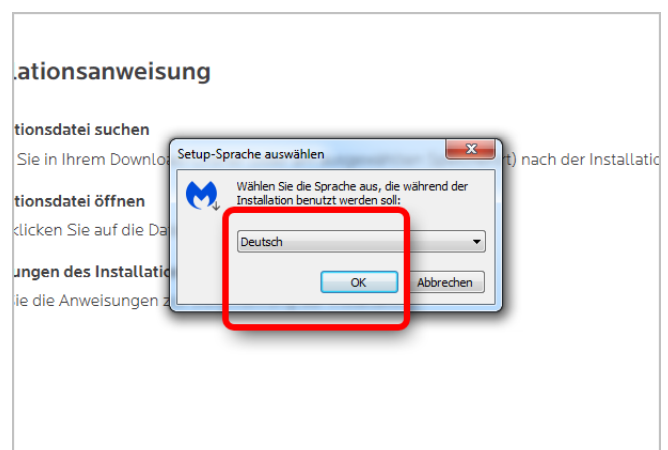 lationsanweisung
tionsdatei suchen
Sie in Ihrem Downloa
rt) nach der Installatio
Setup-Sprache auswählen
Wählen Sie die Sprache aus, die während der
Installation benutzt werden soll:
tionsdatei öffnen
klicken Sie auf die Da
Deutsch
ungen des Installatio
OK
Abbrechen
ie die Anweisungen z